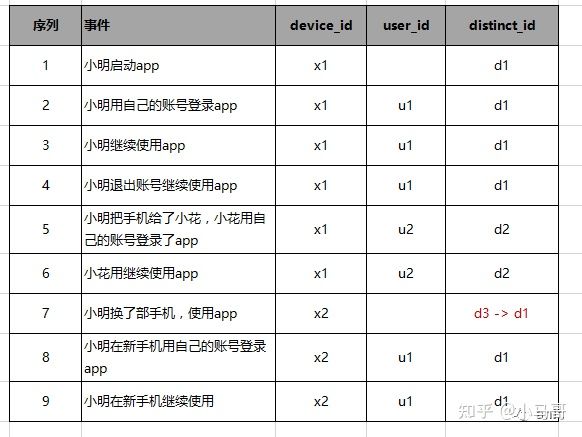 序列 事件 device_id user_id distinct_id
1 小明启动app x1 d1
2 小明用自己的账号登录app x1 u1 d1
3 小明继续使用app x1 u1 d1
4 小明退出账号继续使用app x1 u1 d1
5 小明把手机给了小花，小花用自 x1 u2 d2
己的账号登录了app
6 小花用继续使用app x1 u2 d2
7 小明换了部手机，使用app x2 d3 -> d1
8 小明在新手机用自己的账号登录 x2 u1 d1
app
9 小明在新手机继续使用 x2 u1 d1
知乎 @小马哥